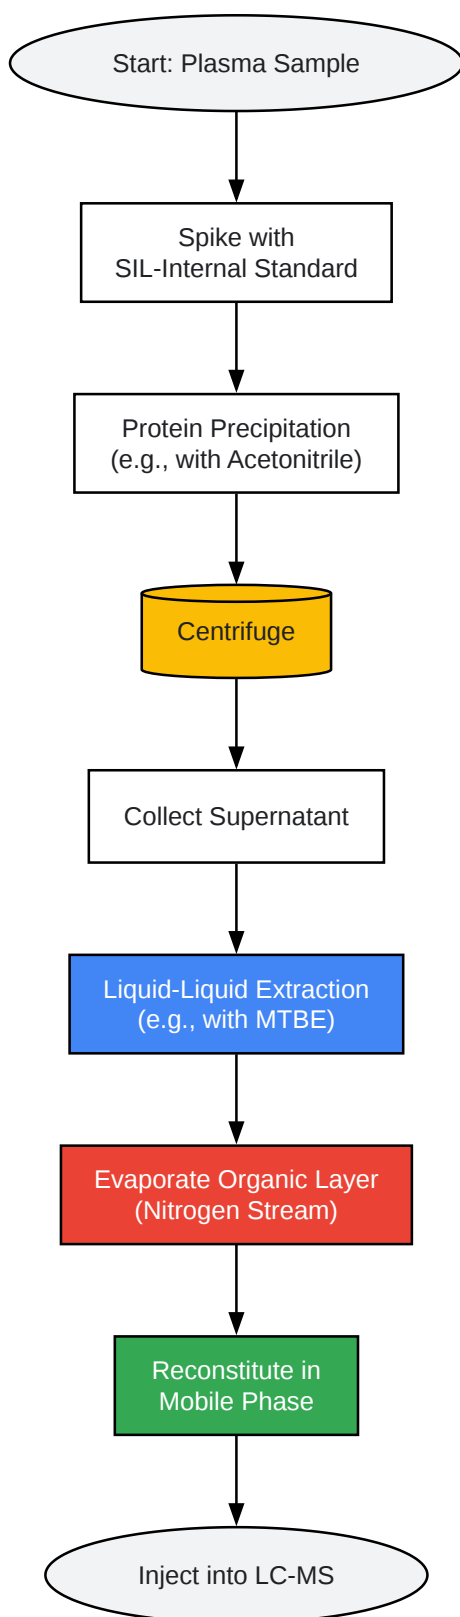 Start: Plasma Sample
Spike with
SIL-Internal Standard
Protein Precipitation
(e.g., with Acetonitrile)
Centrifuge
Collect Supernatant
Liquid-Liquid Extraction
(e.g., with MTBE)
Evaporate Organic Layer
(Nitrogen Stream)
Reconstitute in
Mobile Phase
Inject into LC-MS